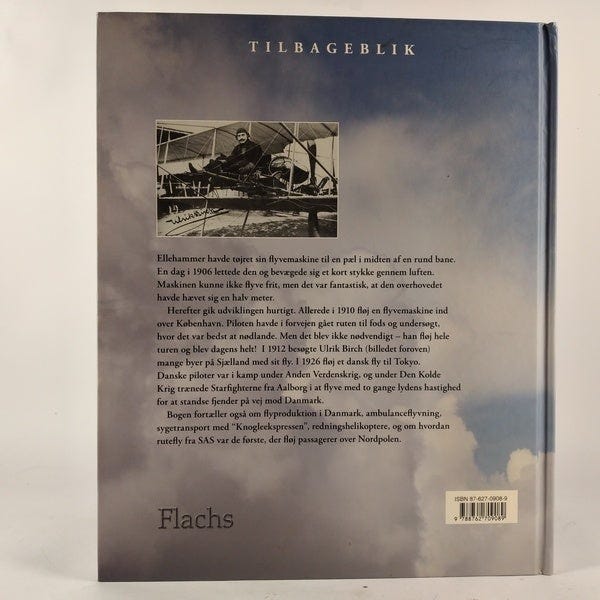 TILBAGEBLIK
Ulrik Birch
Ellehammer havde tøjret sin flyvemaskine til en pæl i midten af en rund bane.
En dag i 1906 lettede den og bevægede sig et kort stykke gennem luften.
Maskinen kunne ikke flyve frit, men det var fantastisk, at den overhovedet
havde hævet sig en halv meter.
Herefter gik udviklingen hurtigt. Allerede i 1910 fløj en flyvemaskine ind
over København. Piloten havde i forvejen gået ruten til fods og undersøgt,
hvor det var bedst at nødlande. Men det blev ikke nødvendigt – han fløj hele
turen og blev dagens helt! I 1912 besøgte Ulrik Birch (billedet foroven)
mange byer på Sjælland med sit fly. I 1926 fløj et dansk fly til Tokyo.
Danske piloter var i kamp under Anden Verdenskrig, og under Den Kolde
Krig trænede Starfighterne fra Aalborg i at flyve med to gange lydens hastighed
for at standse fjender på vej mod Danmark.
Bogen fortæller også om flyproduktion i Danmark, ambulanceflyvning,
sygetransport med “Knogleekspressen”, redningshelikoptere, og om hvordan
rutefly fra SAS var de første, der fløj passagerer over Nordpolen.
ISBN 87-627-0908-9
9 788762 709089
Flachs